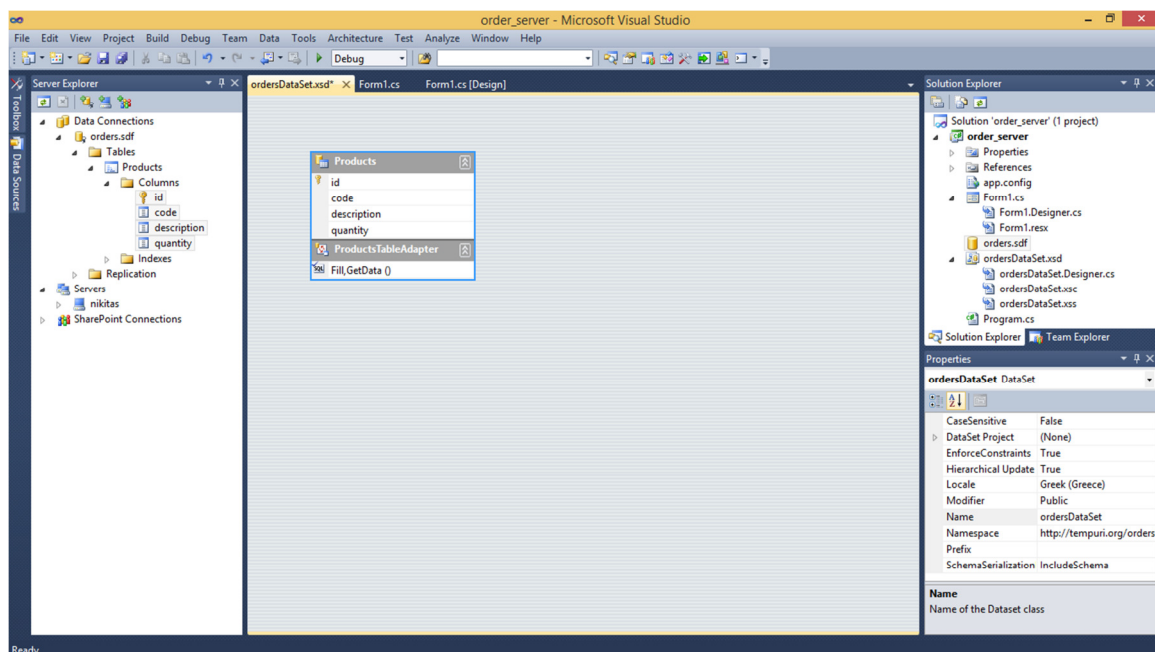 order_server - Microsoft Visual Studio
File Edit View Project Build Debug Team Data Tools Architecture Test Analyze Window Help
Debug
Toolbox
Data Sources
Server Explorer
Data Connections
orders.sdf
Tables
Products
Columns
id
code
description
quantity
Indexes
Replication
Servers
nikitas
SharePoint Connections
ordersDataSet.xsd* Form1.cs Form1.cs [Design]
Products
id
code
description
quantity
ProductsTableAdapter
SQL Fill,GetData ()
Solution Explorer
Solution 'order_server' (1 project)
order_server
Properties
References
app.config
Form1.cs
Form1.Designer.cs
Form1.resx
orders.sdf
ordersDataSet.xsd
ordersDataSet.Designer.cs
ordersDataSet.xsc
ordersDataSet.xss
Program.cs
Solution Explorer Team Explorer
Properties
ordersDataSet DataSet
CaseSensitive False
DataSet Project (None)
EnforceConstraints True
Hierarchical Update True
Locale Greek (Greece)
Modifier Public
Name ordersDataSet
Namespace http://tempuri.org/orders
Prefix
SchemaSerialization IncludeSchema
Name
Name of the Dataset class
Ready